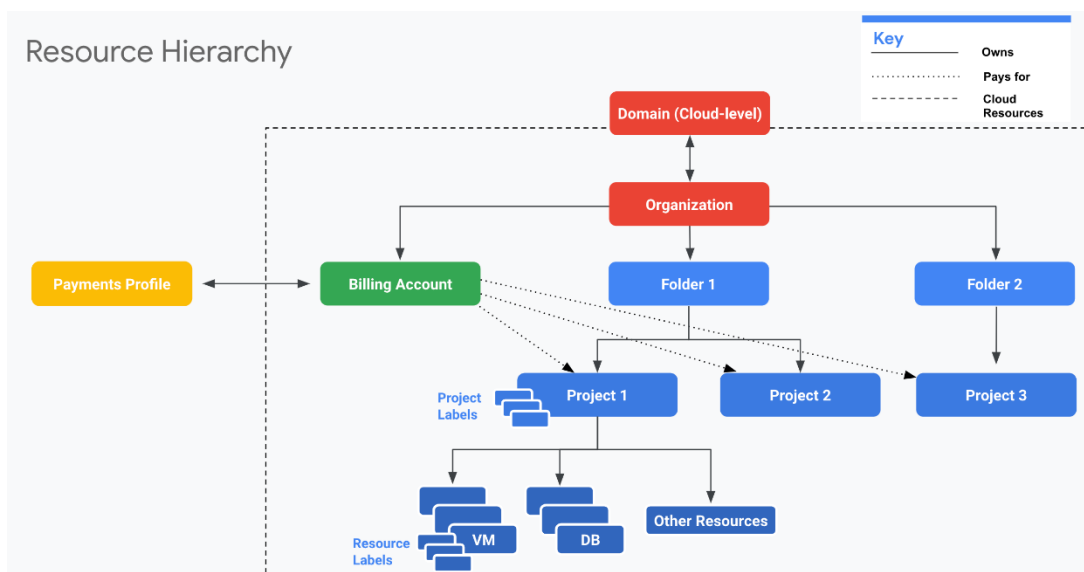 Resource Hierarchy
Key
Owns
Pays for
Cloud
Resources
Domain (Cloud-level)
Organization
Payments Profile
Billing Account
Folder 1
Folder 2
Project
Labels
Project 1
Project 2
Project 3
Resource
Labels
VM
DB
Other Resources